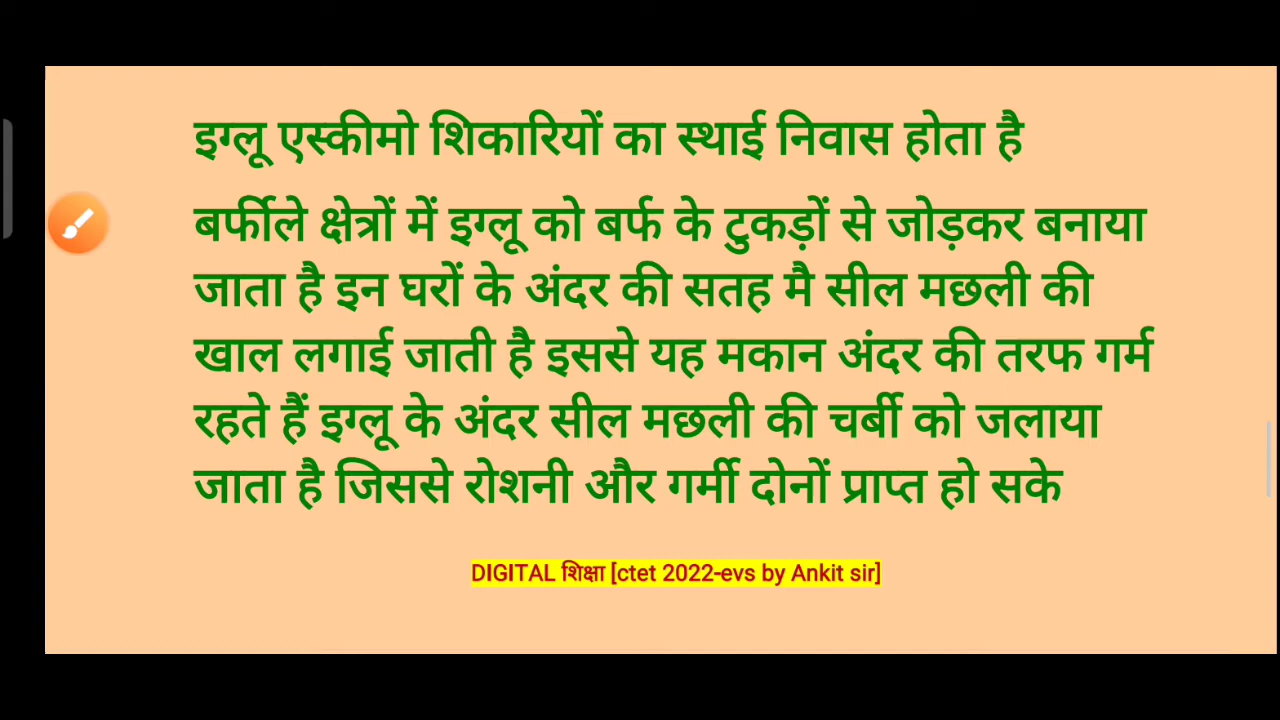 इग्लू एस्कीमो शिकारियों का स्थाई निवास होता है
बर्फीले क्षेत्रों में इग्लू को बर्फ के टुकड़ों से जोड़कर बनाया
जाता है इन घरों के अंदर की सतह मै सील मछली की
खाल लगाई जाती है इससे यह मकान अंदर की तरफ गर्म
रहते हैं इग्लू के अंदर सील मछली की चर्बी को जलाया
जाता है जिससे रोशनी और गर्मी दोनों प्राप्त हो सके
DIGITAL शिक्षा [ctet 2022-evs by Ankit sir]